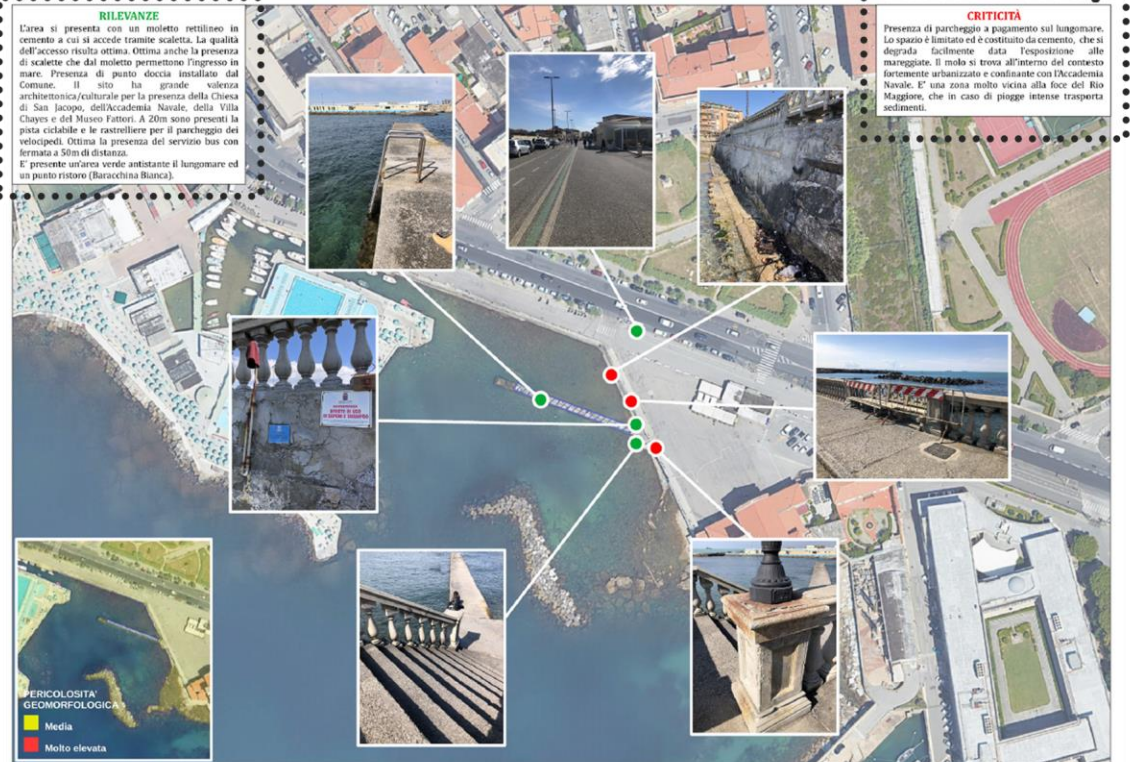 RILEVANZE
L'area si presenta con un moletto rettilineo in
cemento a cui si accede tramite scaletta. La qualità
dell'accesso risulta ottima. Ottima anche la presenza
di scalette che dal moletto permettono l'ingresso in
mare. Presenza di punto doccia installato dal
Comune. Il sito ha grande valenza
architettonica/culturale per la presenza della Chiesa
di San Jacopo, dell'Accademia Navale, della Villa
Chayes e del Museo Fattori. A 20m sono presenti la
pista ciclabile e le rastrelliere per il parcheggio dei
velocipedi. Ottima la presenza del servizio bus con
fermata a 50m di distanza.
E' presente un'area verde antistante il lungomare ed
un punto ristoro (Baracchina Bianca).
CRITICITÀ
Presenza di parcheggio a pagamento sul lungomare.
Lo spazio è limitato ed è costituito da cemento, che si
degrada facilmente data l'esposizione alle
mareggiate. Il molo si trova all'interno del contesto
fortemente urbanizzato e confinante con l'Accademia
Navale. E' una zona molto vicina alla foce del Rio
Maggiore, che in caso di piogge intense trasporta
sedimenti.
PERICOLOSITA'
GEOMORFOLOGICA
Media
Molto elevata